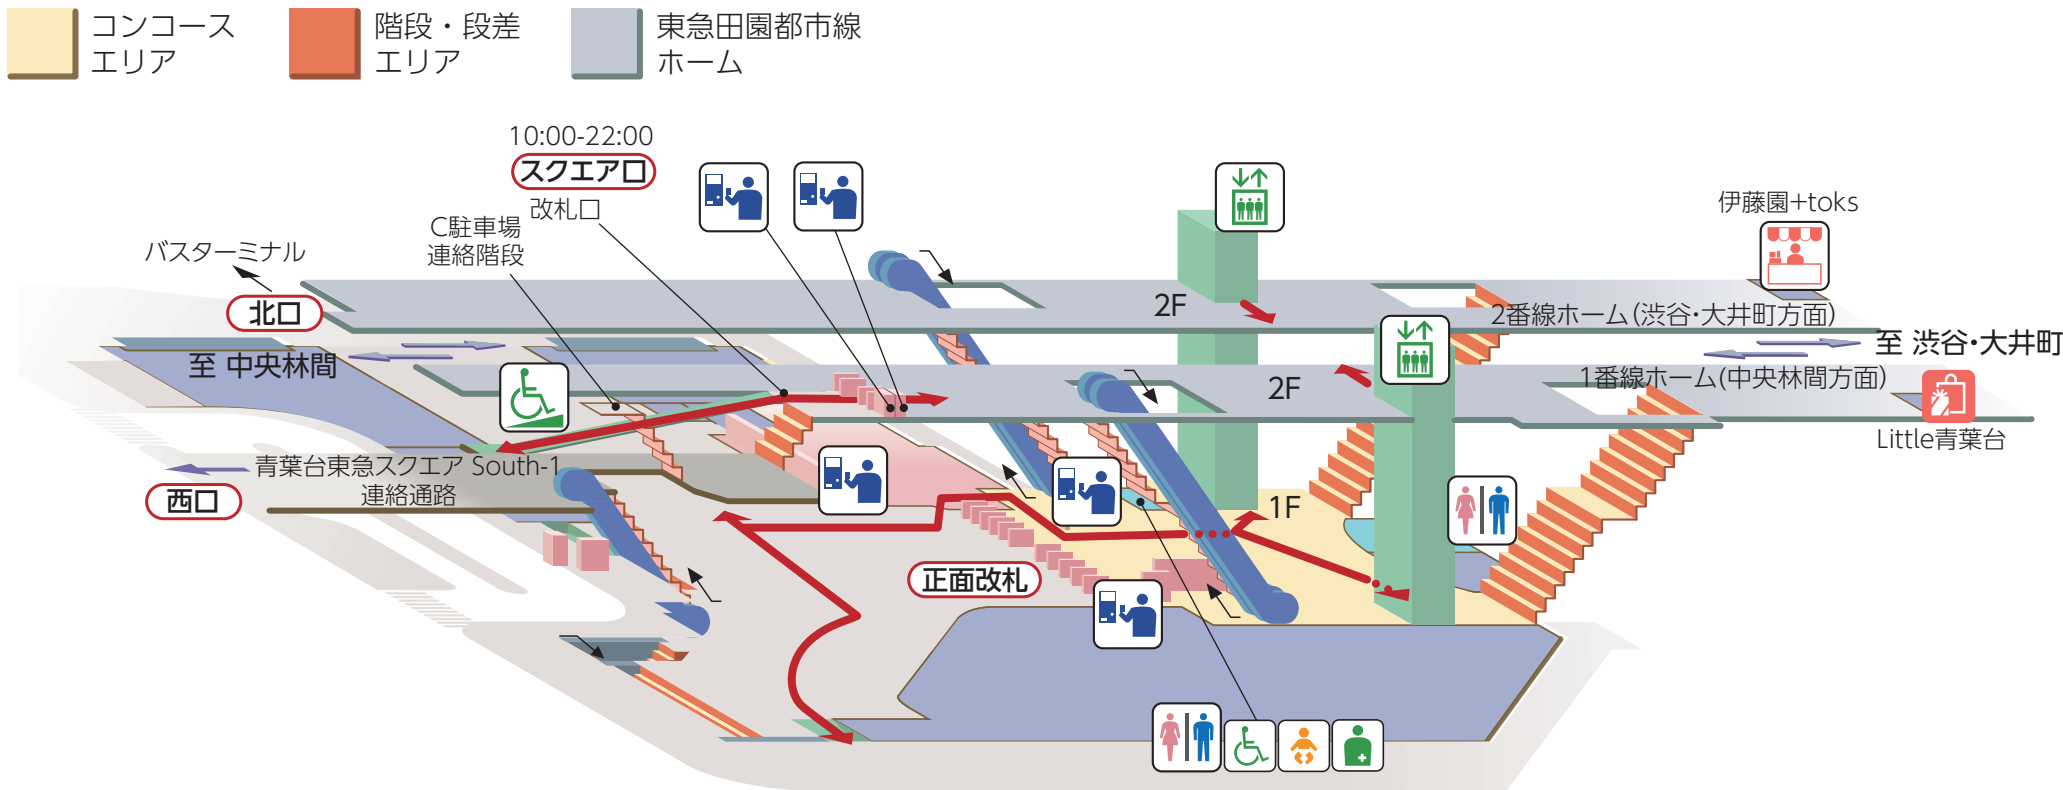 コンコース
エリア
階段・段差
エリア
東急田園都市線
ホーム
10:00-22:00
スクエア口
改札口
C駐車場
連絡階段
バスターミナル
北口
伊藤園+toks
2F
2番線ホーム(渋谷・大井町方面)
至 渋谷・大井町
至 中央林間
2F
1番線ホーム(中央林間方面)
Little青葉台
青葉台東急スクエア South-1
連絡通路
西口
1F
正面改札